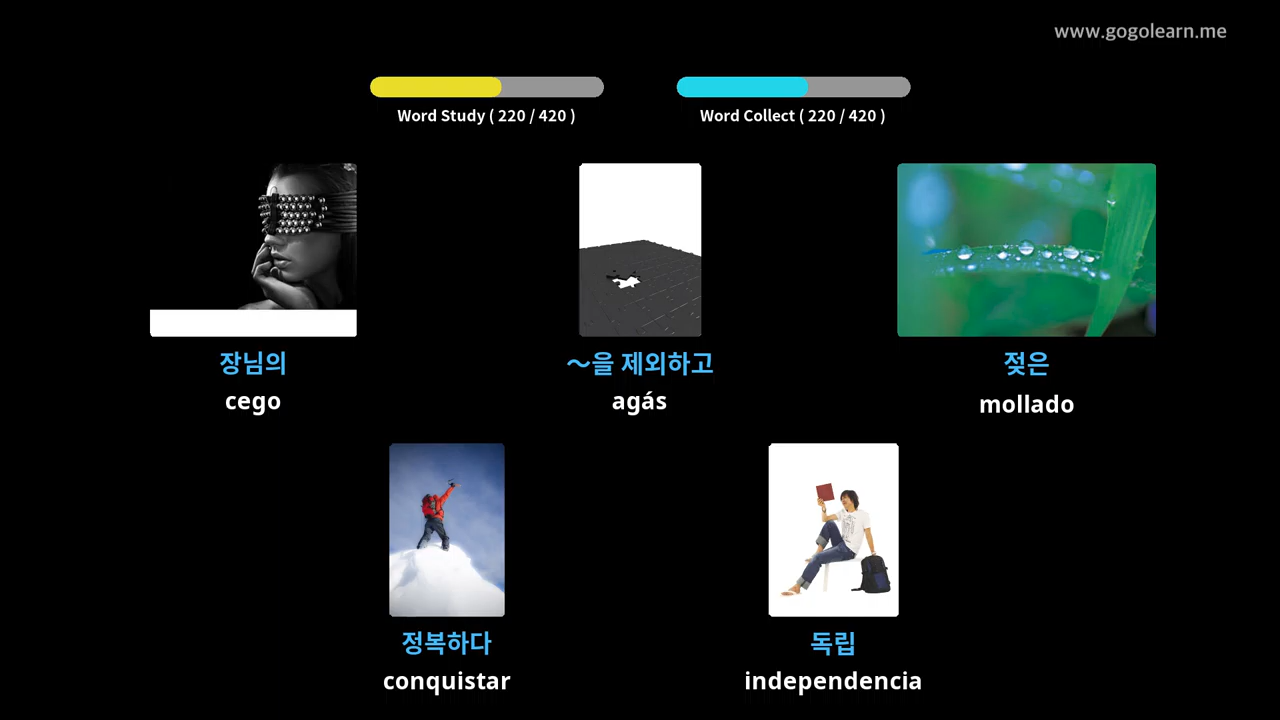 www.gogolearn.me
Word Study ( 220 / 420 )
Word Collect ( 220 / 420 )
장님의
cego
～을 제외하고
agás
젖은
mollado
정복하다
conquistar
독립
independencia